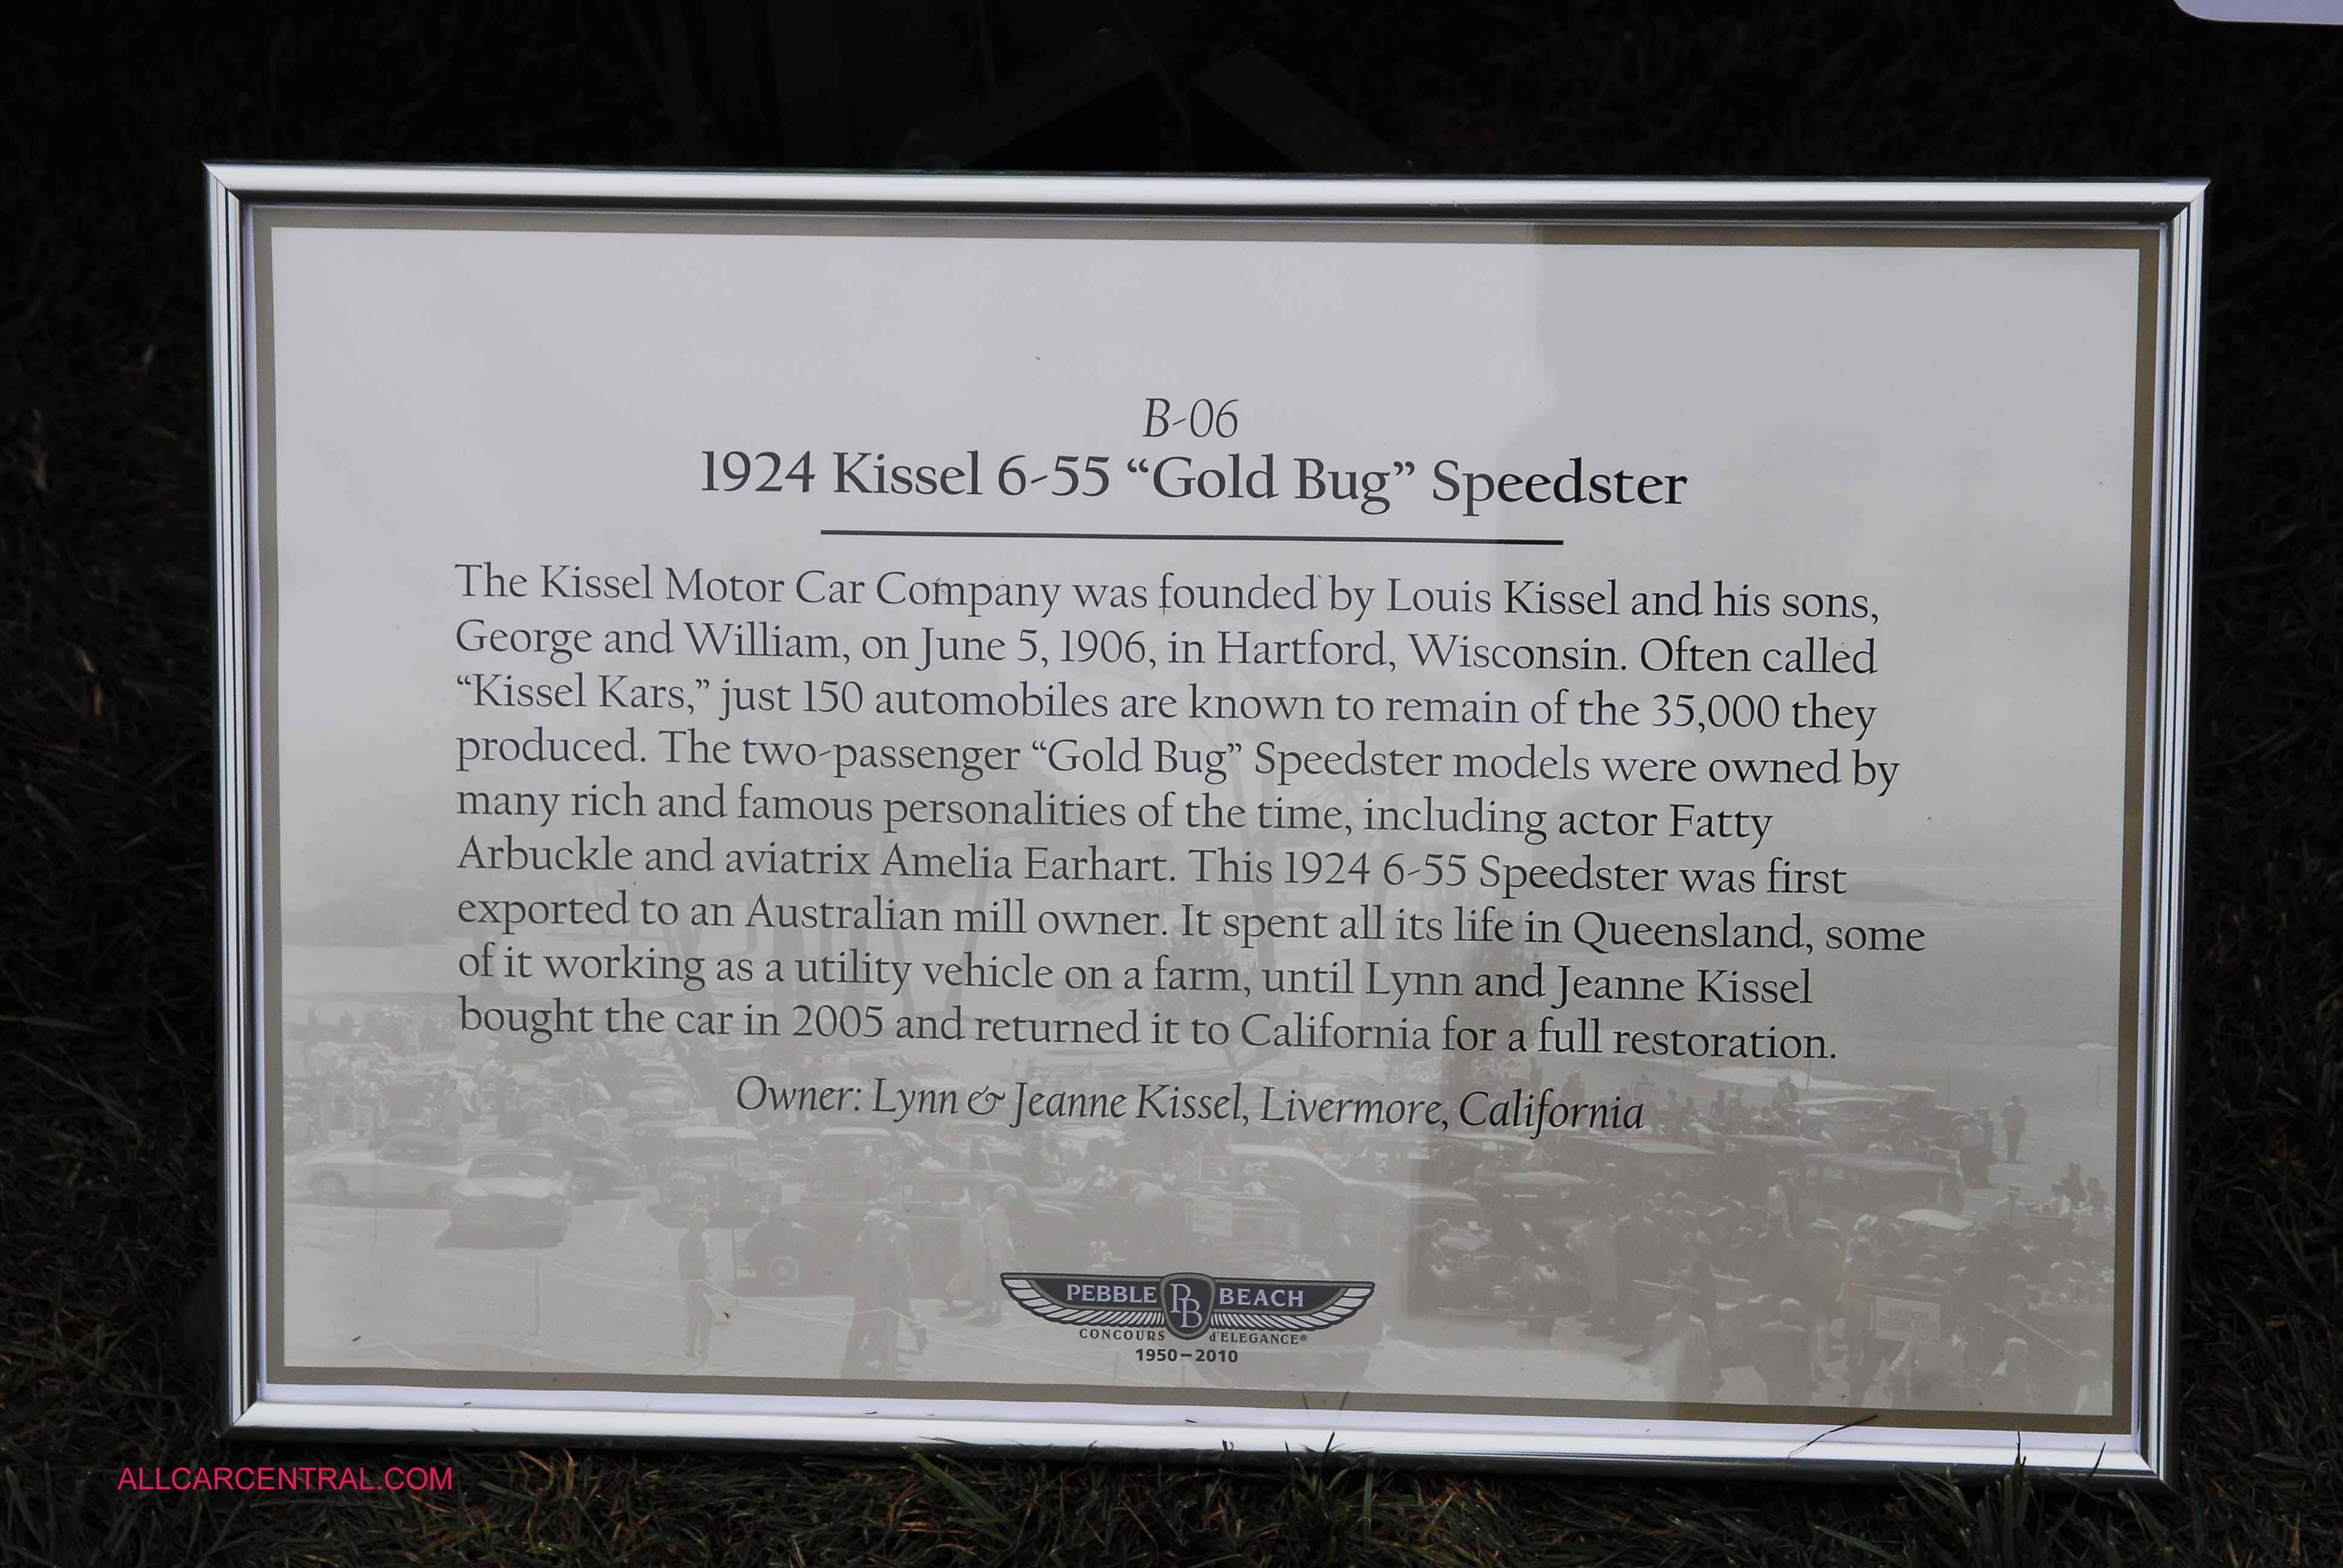 B-06
1924 Kissel 6-55 “Gold Bug” Speedster
The Kissel Motor Car Company was founded by Louis Kissel and his sons,
George and William, on June 5, 1906, in Hartford, Wisconsin. Often called
“Kissel Kars,” just 150 automobiles are known to remain of the 35,000 they
produced. The two-passenger “Gold Bug” Speedster models were owned by
many rich and famous personalities of the time, including actor Fatty
Arbuckle and aviatrix Amelia Earhart. This 1924 6-55 Speedster was first
exported to an Australian mill owner. It spent all its life in Queensland, some
of it working as a utility vehicle on a farm, until Lynn and Jeanne Kissel
bought the car in 2005 and returned it to California for a full restoration.
Owner: Lynn & Jeanne Kissel, Livermore, California
PEBBLE PB BEACH
CONCOURS d'ELEGANCE®
1950–2010
ALLCARCENTRAL.COM